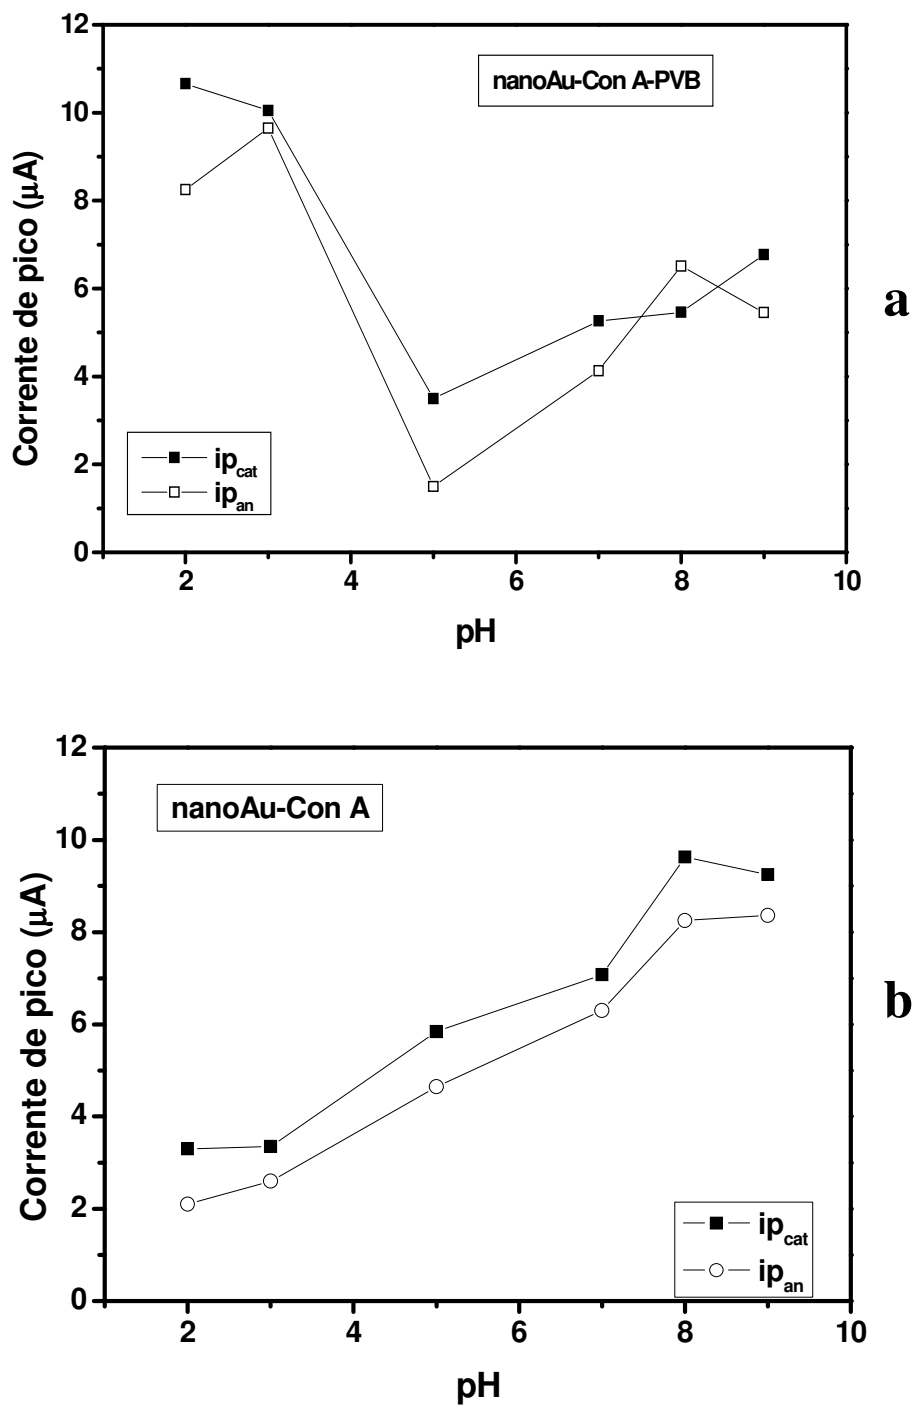 12
10
8
6
4
2
0
Corrente de pico (μA)
nanoAu-Con A-PVB
ip_cat
ip_an
2 4 6 8 10
pH
a
12
10
8
6
4
2
0
Corrente de pico (μA)
nanoAu-Con A
ip_cat
ip_an
2 4 6 8 10
pH
b